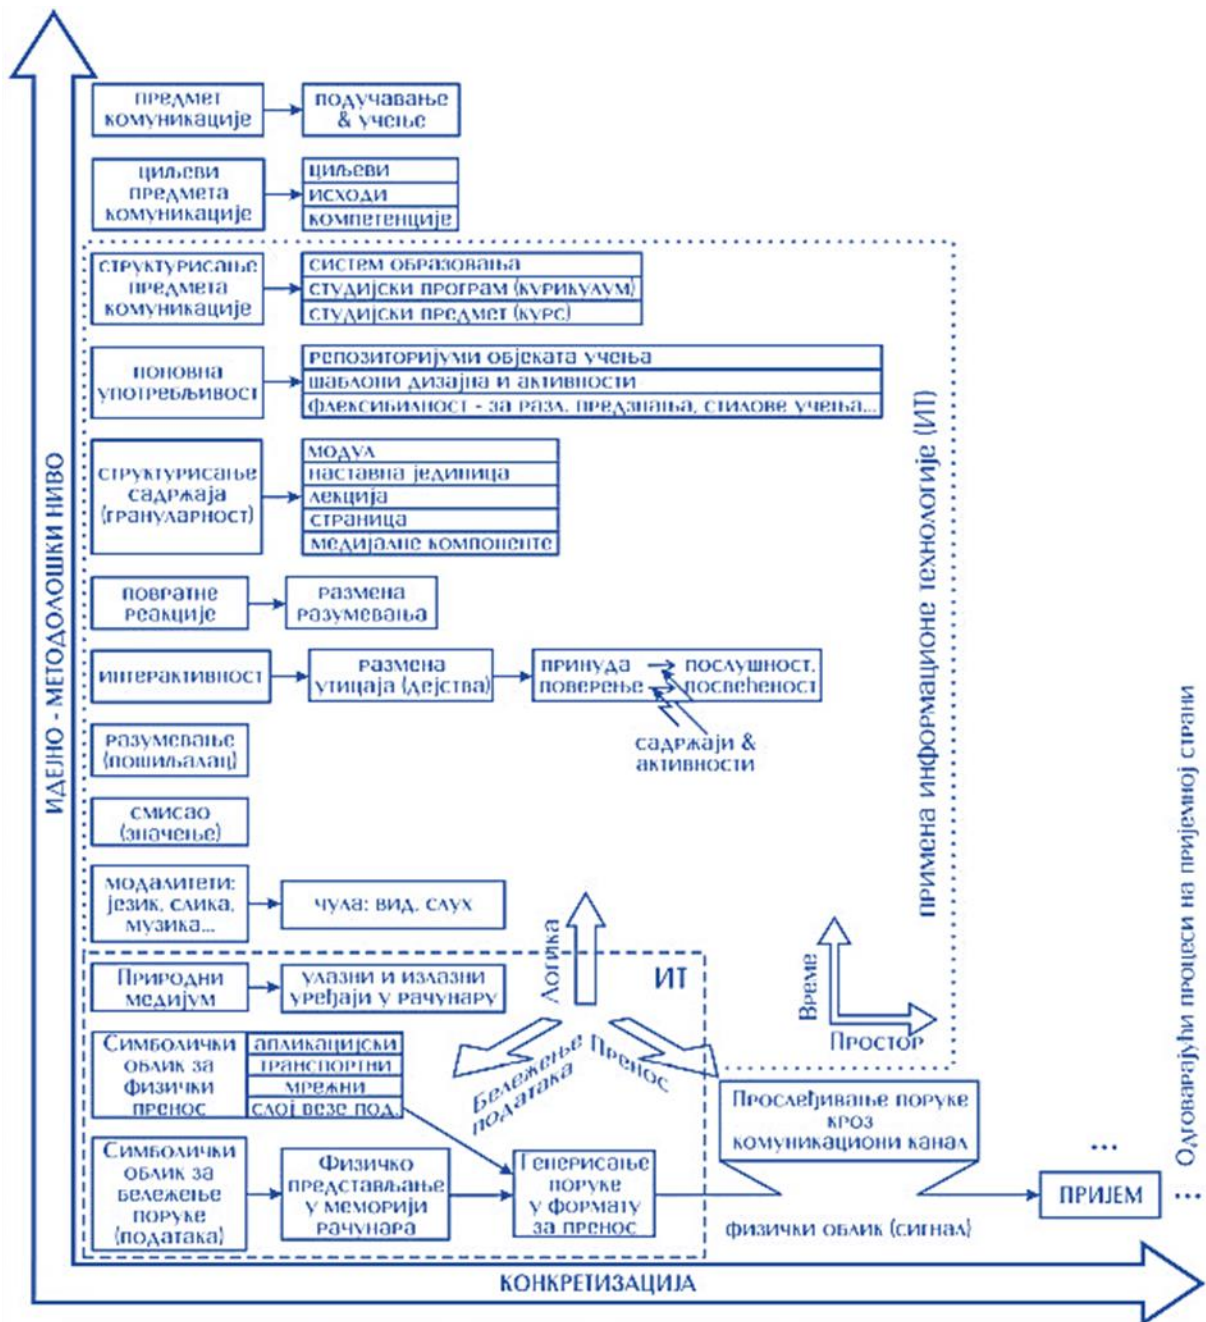 предмет
комуникације
подучавање
& учење
циљеви
предмета
комуникације
циљеви
исходи
компетенције
структурисање
предмета
комуникације
систем образовања
студијски програм (курикулум)
студијски предмет (курс)
поновна
употребљивост
репозиторијуми објеката учења
шаблони дизајна и активности
флексибилност - за разл. предзнања, стилове учења...
структурисање
садржаја
(грануларност)
модул
наставна јединица
лекција
страница
медијалне компоненте
повратне
реакције
размена
разумевања
интерактивност
размена
утицаја (дејства)
принуда
поверење
послушност,
посвећеност
садржаји &
активности
разумевање
(пошиљалац)
смисао
(значење)
модалитети:
језик, слика,
музика...
чула: вид, слух
Природни
медијум
улазни и излазни
уређаји у рачунару
ИТ
Логика
Бележење
података
Пренос
Време
Простор
Симболички
облик за
физички
пренос
апликацијски
транспортни
мрежни
слој везе под.
Симболички
облик за
бележење
поруке
(података)
Физичко
представљање
у меморији
рачунара
Генерисање
поруке
у формату
за пренос
Прослеђивање поруке
кроз
комуникациони канал
физички облик (сигнал)
...
ПРИЈЕМ
...
ИДЕЈНО - МЕТОДОЛОШКИ НИВО
ПРИМЕНА ИНФОРМАЦИОНЕ ТЕХНОЛОГИЈЕ (ИТ)
Одговарајући процеси на пријемној страни
КОНКРЕТИЗАЦИЈА